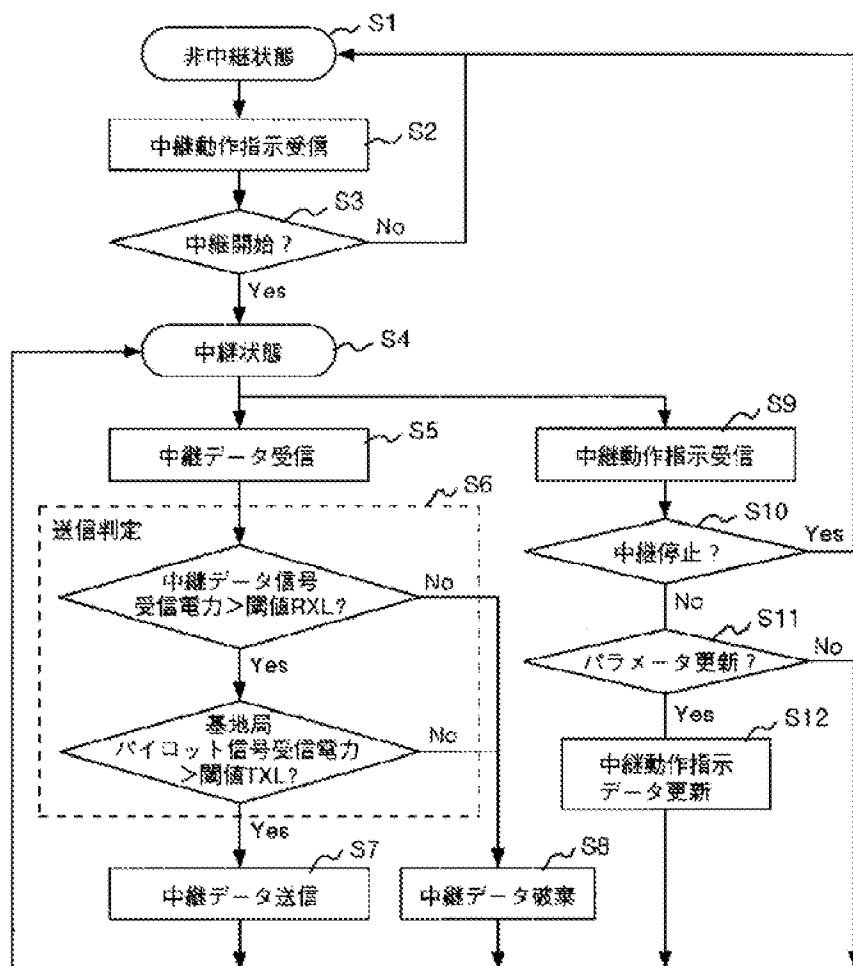 S1
非中継状態
S2
中継動作指示受信
S3
中継開始?
No
Yes
S4
中継状態
S5
中継データ受信
S6
送信判定
中継データ信号
受信電力>閾値RXL?
No
Yes
基地局
パイロット信号受信電力
>閾値TXL?
No
Yes
S7
中継データ送信
S8
中継データ破棄
S9
中継動作指示受信
S10
中継停止?
Yes
No
S11
パラメータ更新?
No
Yes
S12
中継動作指示
データ更新